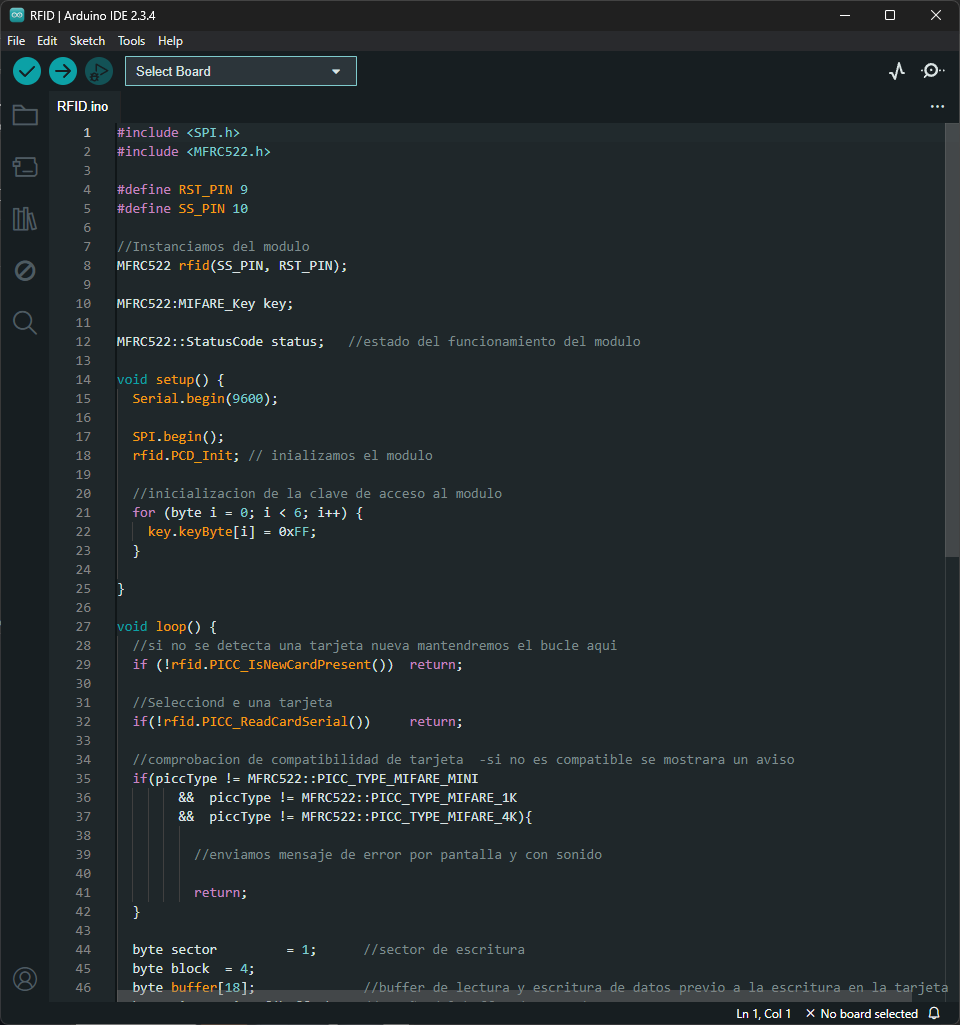 RFID | Arduino IDE 2.3.4
File Edit Sketch Tools Help
Select Board
RFID.ino
1 #include <SPI.h>
2 #include <MFRC522.h>
3
4 #define RST_PIN 9
5 #define SS_PIN 10
6
7 //Instanciamos del modulo
8 MFRC522 rfid(SS_PIN, RST_PIN);
9
10 MFRC522:MIFARE_Key key;
11
12 MFRC522::StatusCode status;   //estado del funcionamiento del modulo
13
14 void setup() {
15   Serial.begin(9600);
16
17   SPI.begin();
18   rfid.PCD_Init; // inializamos el modulo
19
20   //inicializacion de la clave de acceso al modulo
21   for (byte i = 0; i < 6; i++) {
22     key.keyByte[i] = 0xFF;
23   }
24
25 }
26
27 void loop() {
28   //si no se detecta una tarjeta nueva mantendremos el bucle aqui
29   if (!rfid.PICC_IsNewCardPresent())  return;
30
31   //Selecciond e una tarjeta
32   if(!rfid.PICC_ReadCardSerial())     return;
33
34   //comprobacion de compatibilidad de tarjeta  -si no es compatible se mostrara un aviso
35   if(piccType != MFRC522::PICC_TYPE_MIFARE_MINI
36         &&  piccType != MFRC522::PICC_TYPE_MIFARE_1K
37         &&  piccType != MFRC522::PICC_TYPE_MIFARE_4K){
38
39           //enviamos mensaje de error por pantalla y con sonido
40
41           return;
42   }
43
44   byte sector         = 1;      //sector de escritura
45   byte block  = 4;
46   byte buffer[18];              //buffer de lectura y escritura de datos previo a la escritura en la tarjeta
Ln 1, Col 1 No board selected